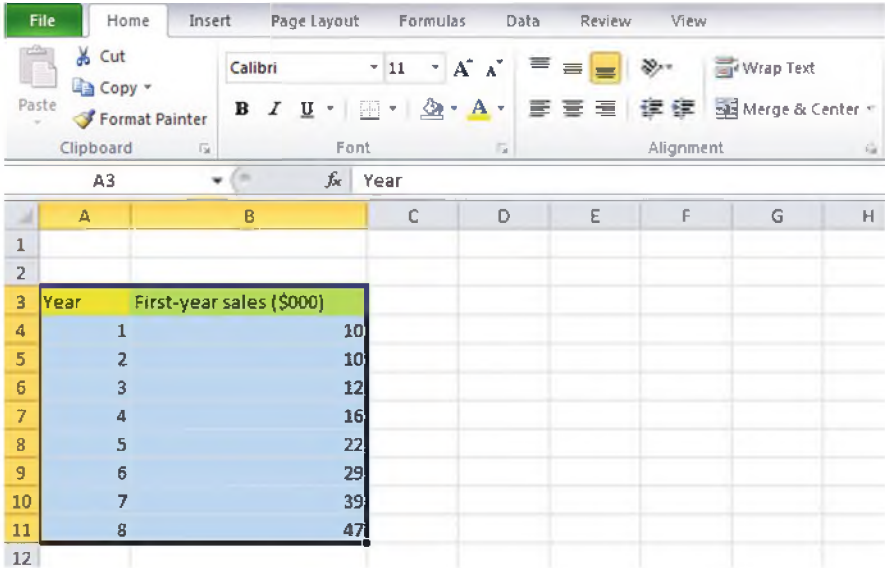 File Home Insert Page Layout Formulas Data Review View
Cut
Copy
Paste
Format Painter
Clipboard
Calibri 11 A A
B I U A
Font
Wrap Text
Merge & Center
Alignment
A3 fx Year
A B C D E F G H
1
2
3 Year First-year sales ($000)
4 1 10
5 2 10
6 3 12
7 4 16
8 5 22
9 6 29
10 7 39
11 8 47
12